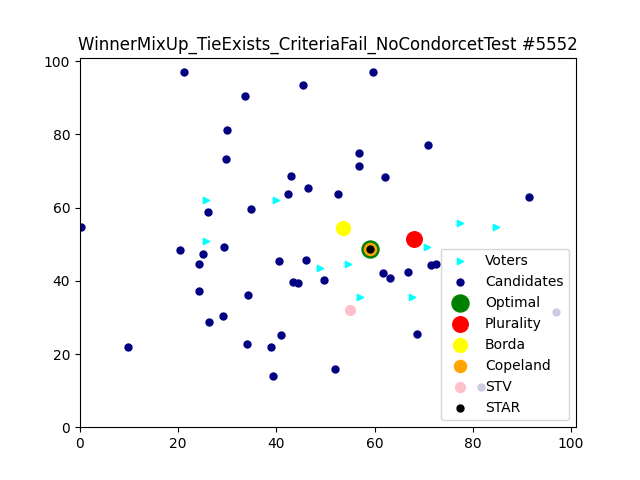 WinnerMixUp_TieExists_CriteriaFail_NoCondorcetTest #5552
100
80
60
40
20
0
Voters
Candidates
Optimal
Plurality
Borda
Copeland
STV
STAR
0 20 40 60 80 100